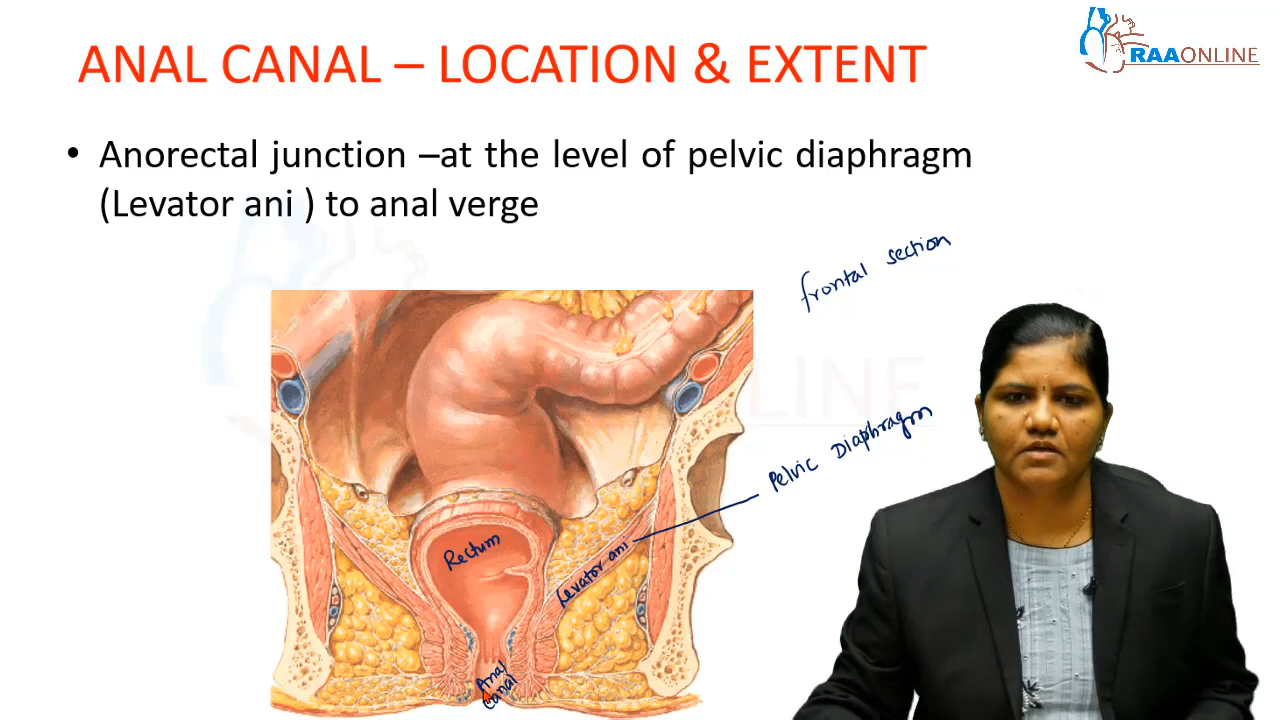 ANAL CANAL – LOCATION & EXTENT
RAAONLINE
• Anorectal junction –at the level of pelvic diaphragm
(Levator ani ) to anal verge
frontal section
Pelvic Diaphragm
Rectum
Levator ani
Anal
Canal
LINE